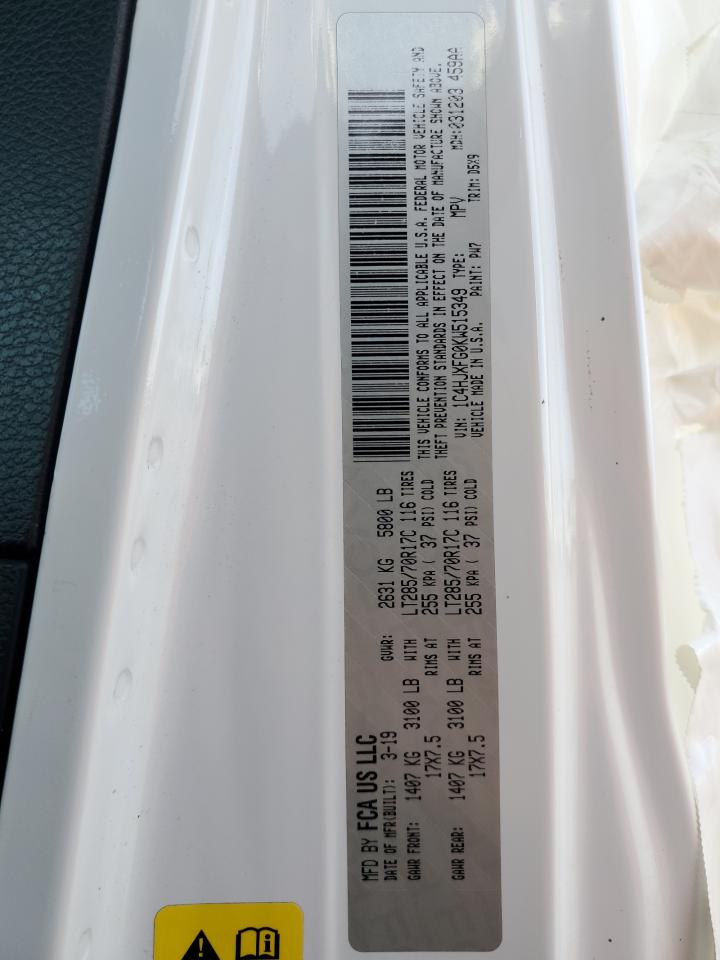 MFD BY FCA US LLC
DATE OF MFR(BUILT): 3-19 GVWR: 2631 KG 5800 LB
GAWR FRONT: 1407 KG 3100 LB WITH LT285/70R17C 116 TIRES
17X7.5 RIMS AT 255 KPA ( 37 PSI) COLD
GAWR REAR: 1407 KG 3100 LB WITH LT285/70R17C 116 TIRES
17X7.5 RIMS AT 255 KPA ( 37 PSI) COLD
THIS VEHICLE CONFORMS TO ALL APPLICABLE U.S.A. FEDERAL MOTOR VEHICLE SAFETY AND
THEFT PREVENTION STANDARDS IN EFFECT ON THE DATE OF MANUFACTURE SHOWN ABOVE.
VIN: 1C4HJXFG0KW515349 TYPE: MPV MDH:031203 459AA
VEHICLE MADE IN U.S.A. PAINT: PW7 TRIM: D5X9